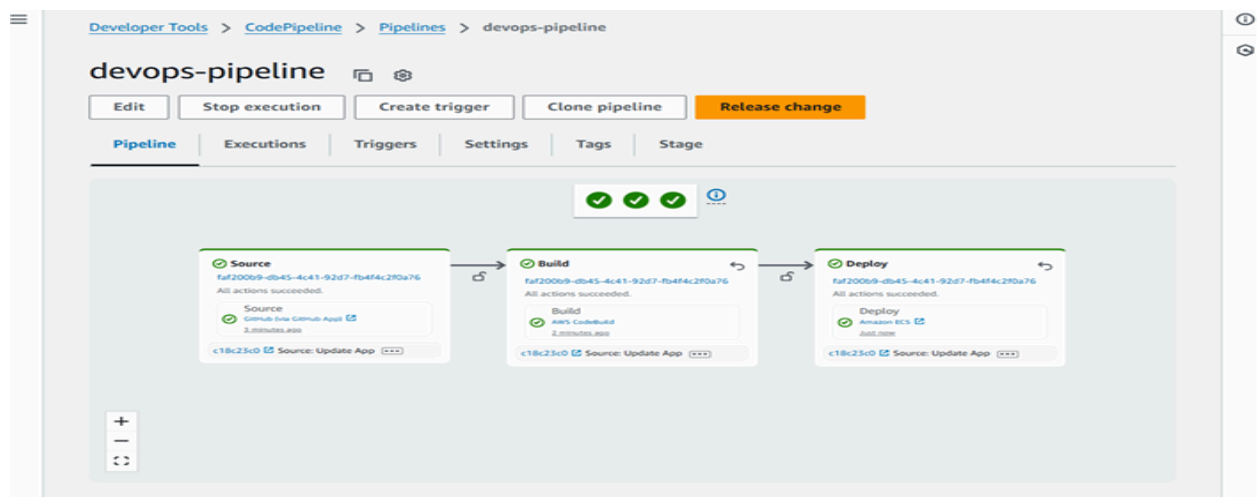 Developer Tools > CodePipeline > Pipelines > devops-pipeline
devops-pipeline
Edit Stop execution Create trigger Clone pipeline Release change
Pipeline Executions Triggers Settings Tags Stage
Source
faf200b9-db45-4c41-92d7-fb4f4c2f0a76
All actions succeeded.
Source
GitHub (via GitHub App)
3 minutes ago
c18c23c0 Source: Update App
Build
faf200b9-db45-4c41-92d7-fb4f4c2f0a76
All actions succeeded.
Build
AWS CodeBuild
2 minutes ago
c18c23c0 Source: Update App
Deploy
faf200b9-db45-4c41-92d7-fb4f4c2f0a76
All actions succeeded.
Deploy
Amazon ECS
Just now
c18c23c0 Source: Update App